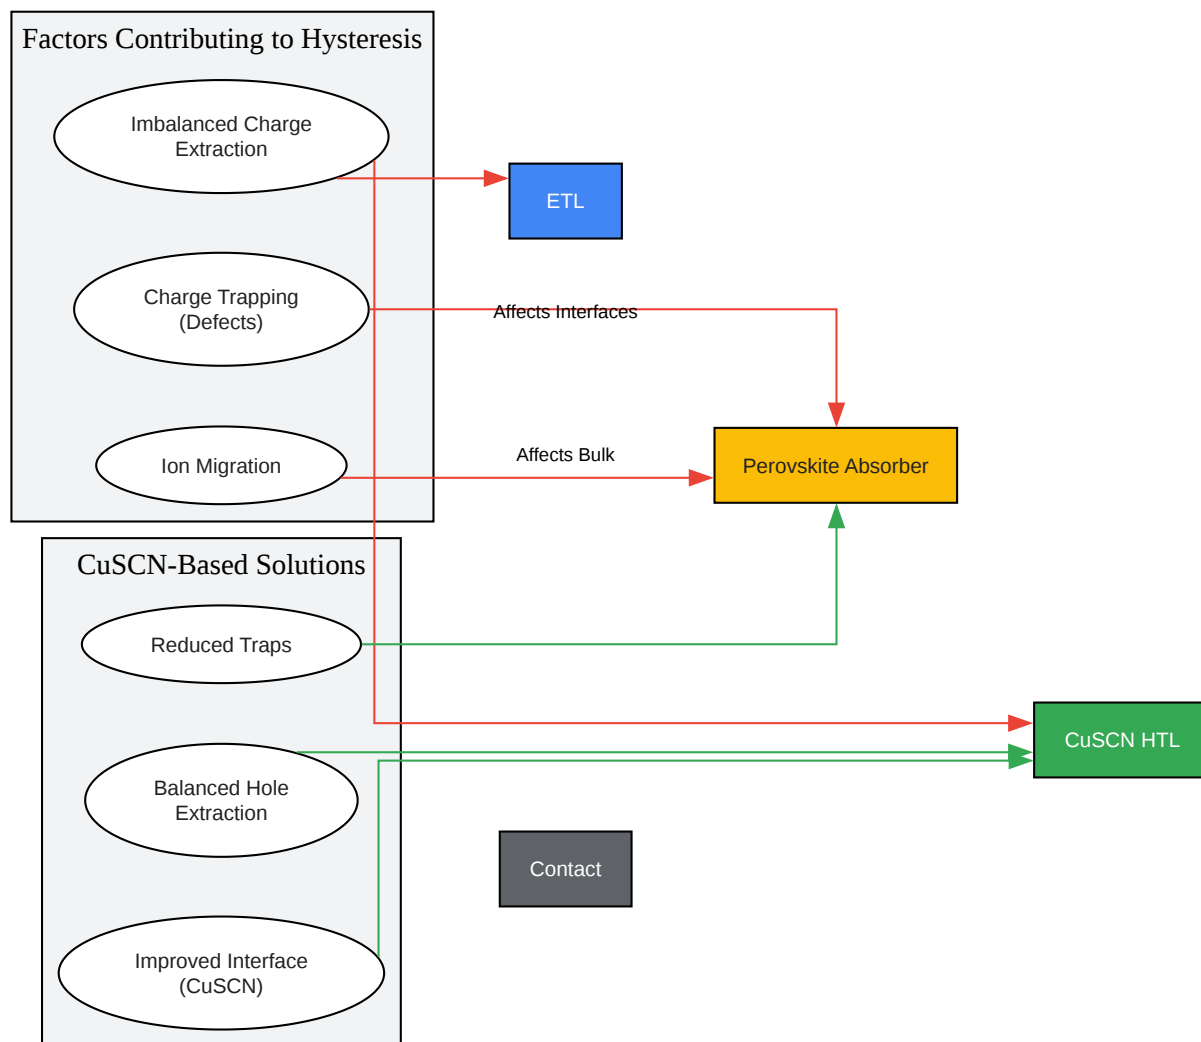 Factors Contributing to Hysteresis
Imbalanced Charge
Extraction
ETL
Charge Trapping
(Defects)
Affects Interfaces
Ion Migration
Affects Bulk
Perovskite Absorber
CuSCN-Based Solutions
Reduced Traps
CuSCN HTL
Balanced Hole
Extraction
Contact
Improved Interface
(CuSCN)